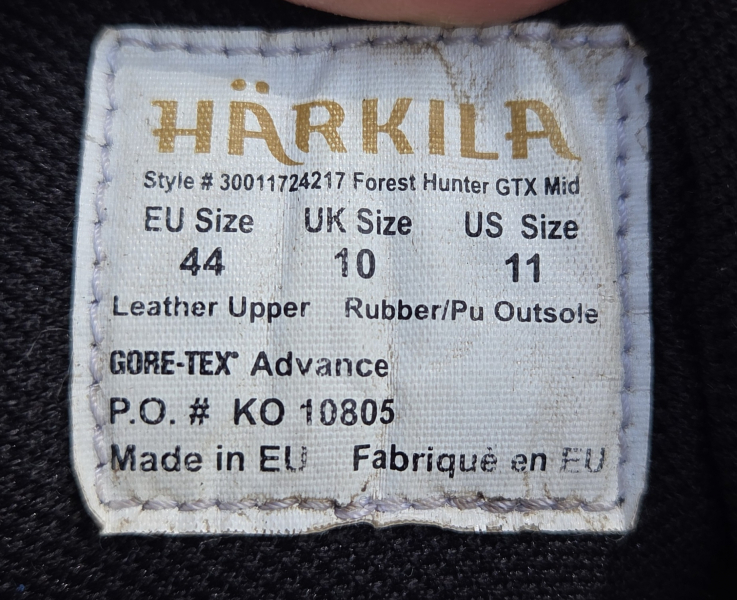 HÄRKILA
Style # 30011724217 Forest Hunter GTX Mid
EU Size UK Size US Size
44 10 11
Leather Upper Rubber/Pu Outsole
GORE-TEX® Advance
P.O. # KO 10805
Made in EU Fabriquè en EU